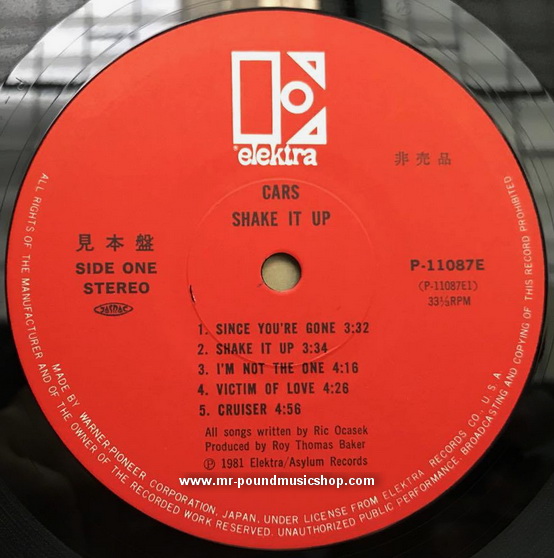 elektra
非売品
CARS
SHAKE IT UP
見本盤
SIDE ONE
STEREO
JASRAC
P-11087E
(P-11087E1)
33⅓RPM
1. SINCE YOU'RE GONE 3:32
2. SHAKE IT UP 3:34
3. I'M NOT THE ONE 4:16
4. VICTIM OF LOVE 4:26
5. CRUISER 4:56
All songs written by Ric Ocasek
Produced by Roy Thomas Baker
Ⓟ 1981 Elektra/Asylum Records
www.mr-poundmusicshop.com
MADE BY WARNER-PIONEER CORPORATION, JAPAN, UNDER LICENSE FROM ELEKTRA RECORDS CO., U.S.A.
ALL RIGHTS OF THE MANUFACTURER AND OF THE OWNER OF THE RECORDED WORK RESERVED. UNAUTHORIZED PUBLIC PERFORMANCE, BROADCASTING AND COPYING OF THIS RECORD PROHIBITED